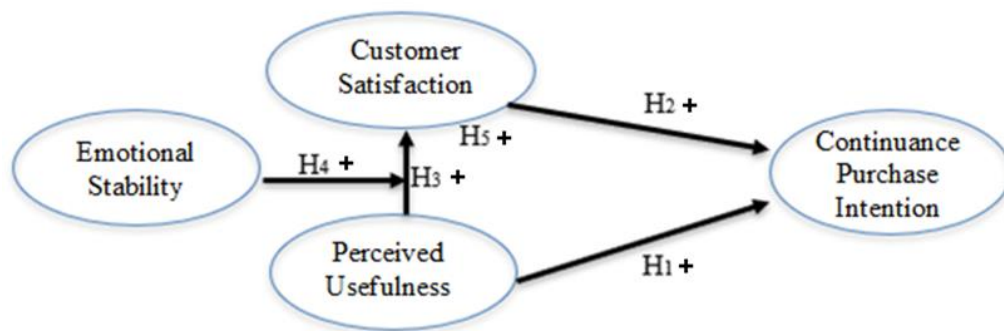 Customer
Satisfaction
H2 +
H5 +
Emotional
Stability
H4 +
H3 +
Continuance
Purchase
Intention
Perceived
Usefulness
H1 +